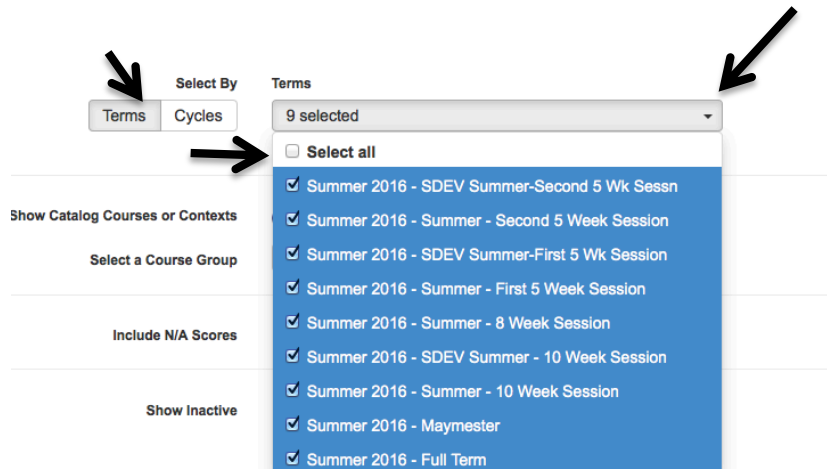 Select By
Terms
Terms
Cycles
9 selected
Select all
Summer 2016 - SDEV Summer-Second 5 Wk Sessn
Summer 2016 - Summer - Second 5 Week Session
Show Catalog Courses or Contexts
Summer 2016 - SDEV Summer-First 5 Wk Session
Select a Course Group
Summer 2016 - Summer - First 5 Week Session
Summer 2016 - Summer - 8 Week Session
Include N/A Scores
Summer 2016 - SDEV Summer - 10 Week Session
Summer 2016 - Summer - 10 Week Session
Show Inactive
Summer 2016 - Maymester
Summer 2016 - Full Term